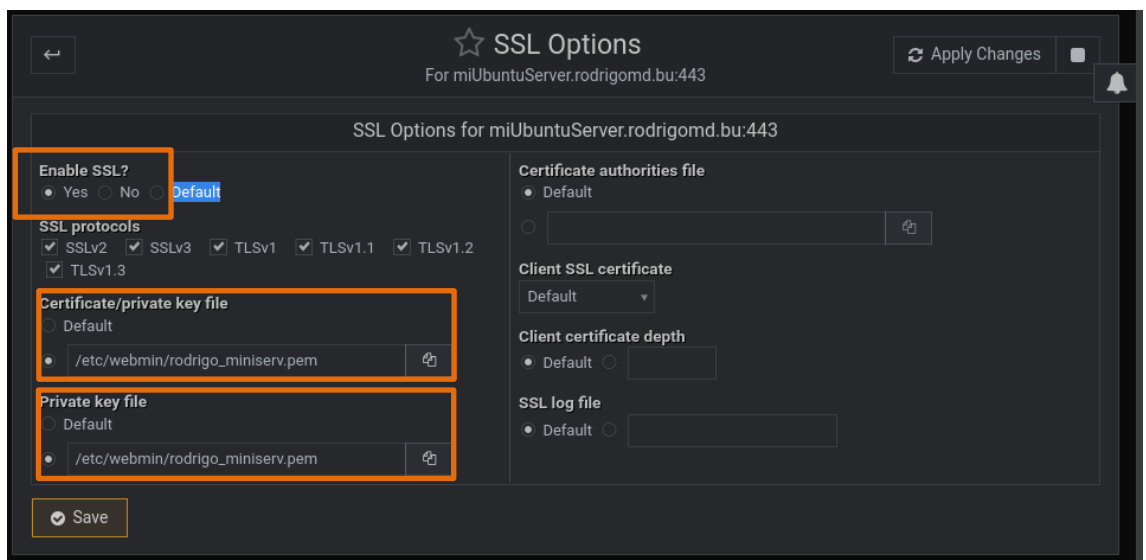 SSL Options
Apply Changes
For miUbuntuServer.rodrigomd.bu:443
SSL Options for miUbuntuServer.rodrigomd.bu:443
Enable SSL?
Yes No Default
SSL protocols
SSLv2 SSLv3 TLSv1 TLSv1.1 TLSv1.2
TLSv1.3
Certificate/private key file
Default
/etc/webmin/rodrigo_miniserv.pem
Private key file
Default
/etc/webmin/rodrigo_miniserv.pem
Certificate authorities file
Default
Client SSL certificate
Default
Client certificate depth
Default
SSL log file
Default
Save